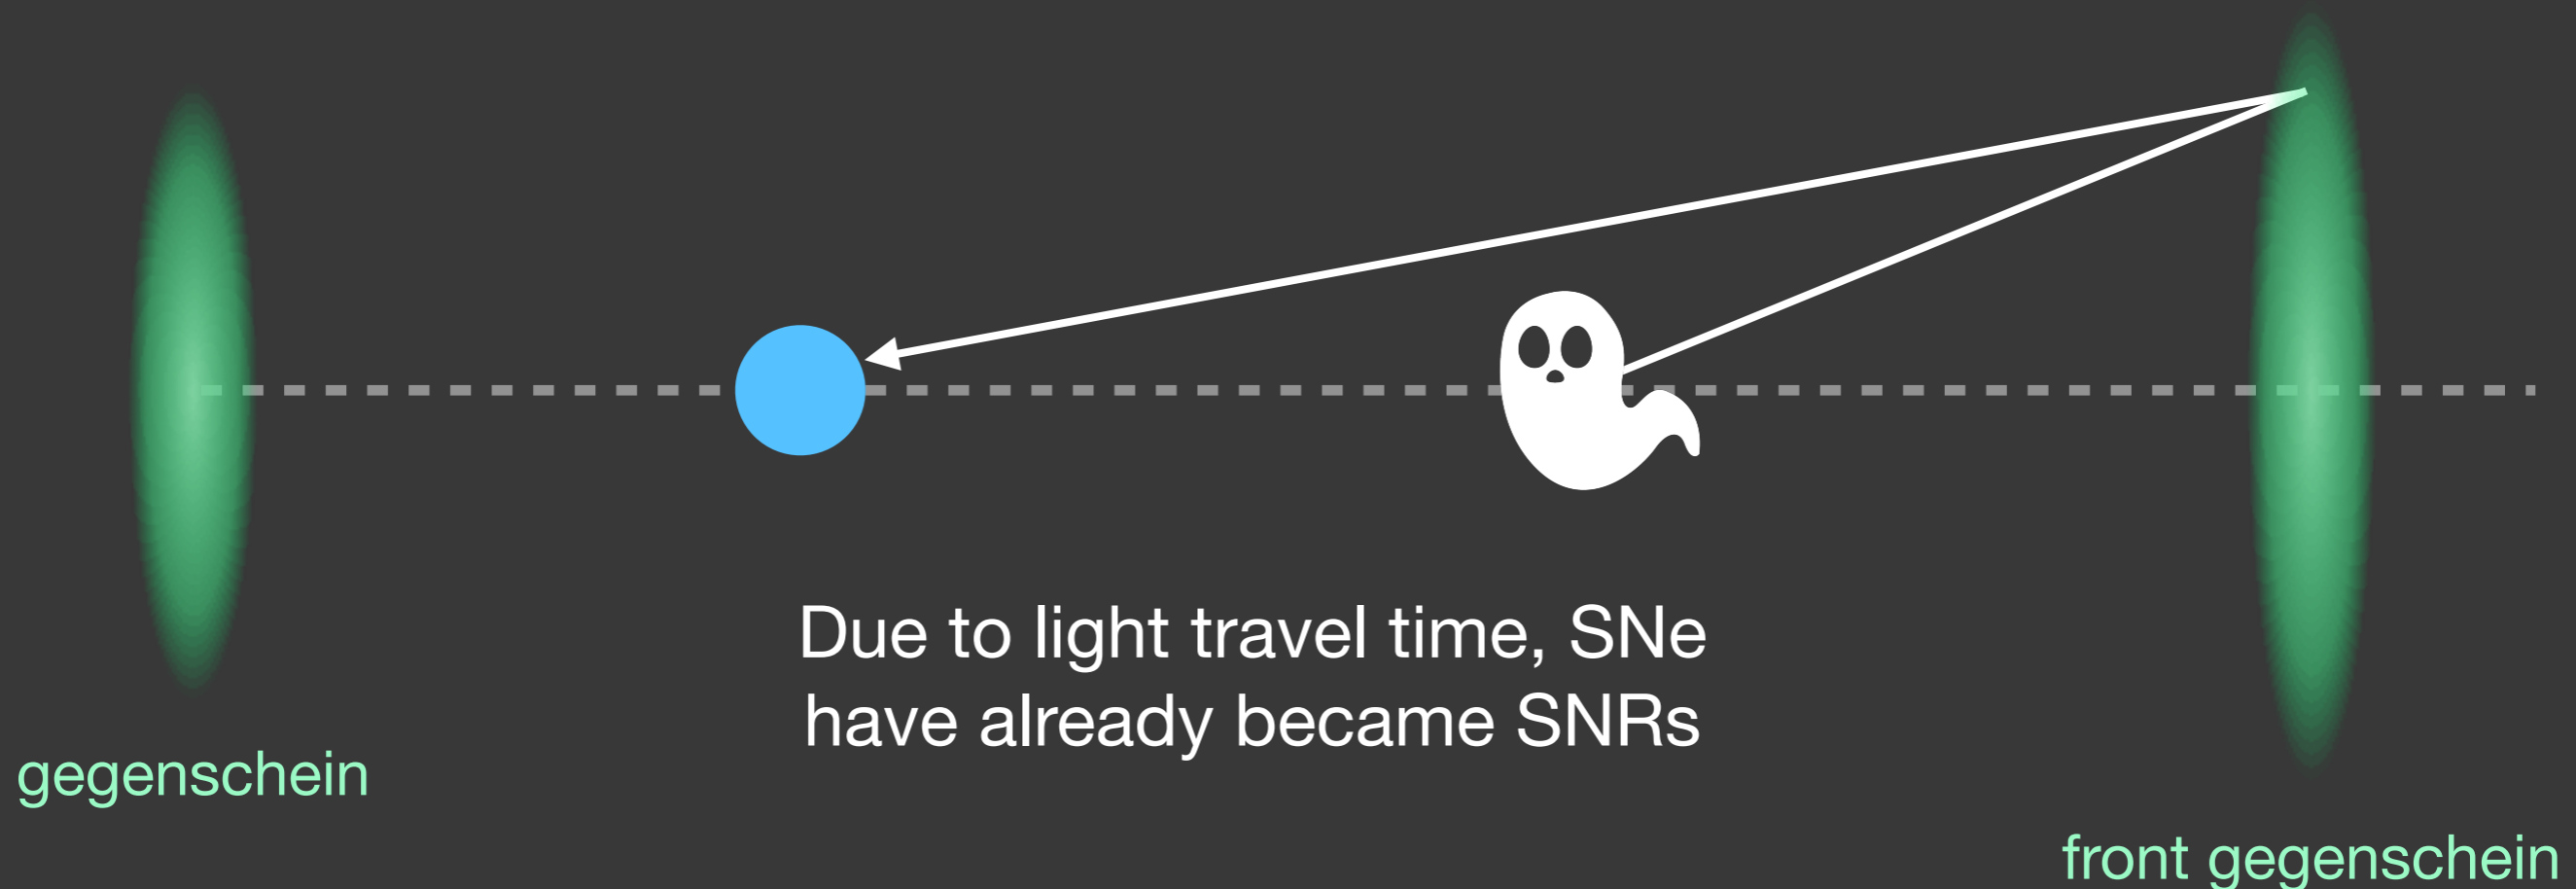 Due to light travel time, SNe
have already became SNRs
gegenschein
front gegenschein